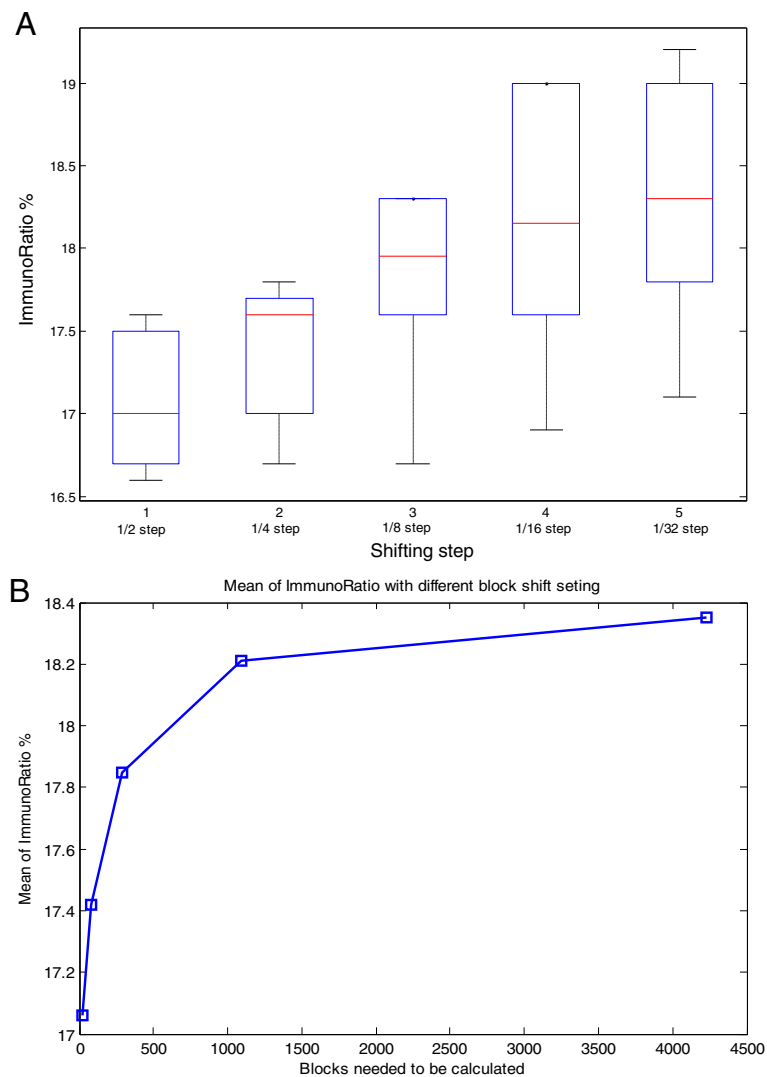 A
19
18.5
18
17.5
17
16.5
ImmunoRatio %
1 2 3 4 5
1/2 step 1/4 step 1/8 step 1/16 step 1/32 step
Shifting step
B
Mean of ImmunoRatio with different block shift seting
18.4
18.2
18
17.8
17.6
17.4
17.2
17
Mean of ImmunoRatio %
0 500 1000 1500 2000 2500 3000 3500 4000 4500
Blocks needed to be calculated